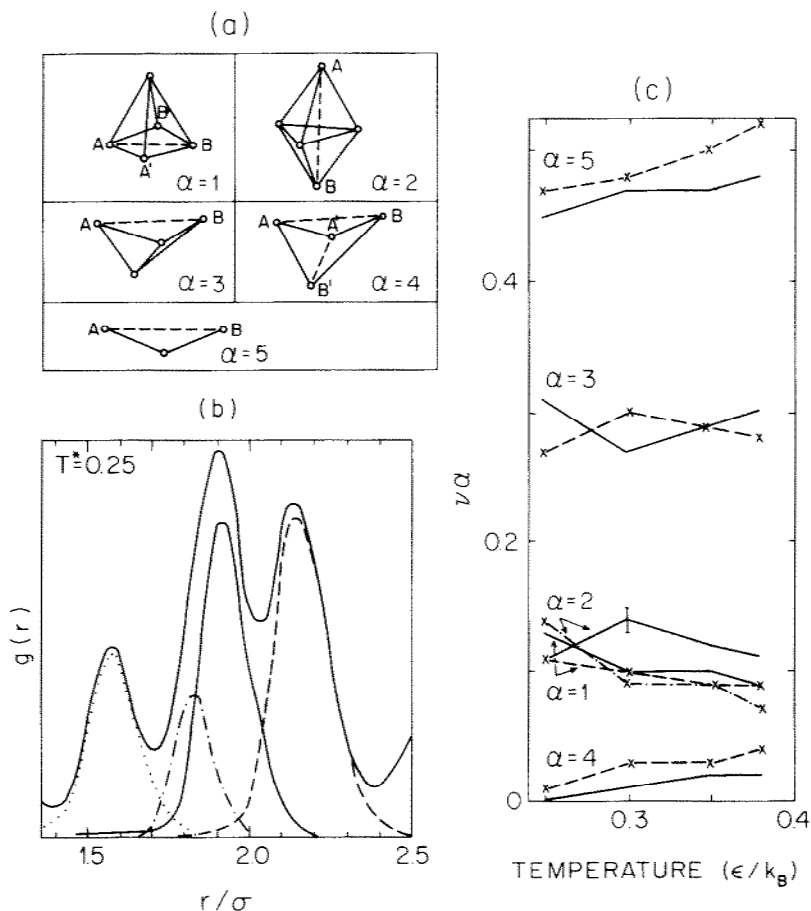 (a)
A
B'
A'
B
α=1
A
B
α=2
A
B
α=3
A
A
B
B'
α=4
A
B
α=5
(b)
T*=0.25
g(r)
1.5
2.0
2.5
r/σ
(c)
α=5
0.4
α=3
να
0.2
α=2
α=1
α=4
0
0.3
0.4
TEMPERATURE (ε/k_B)